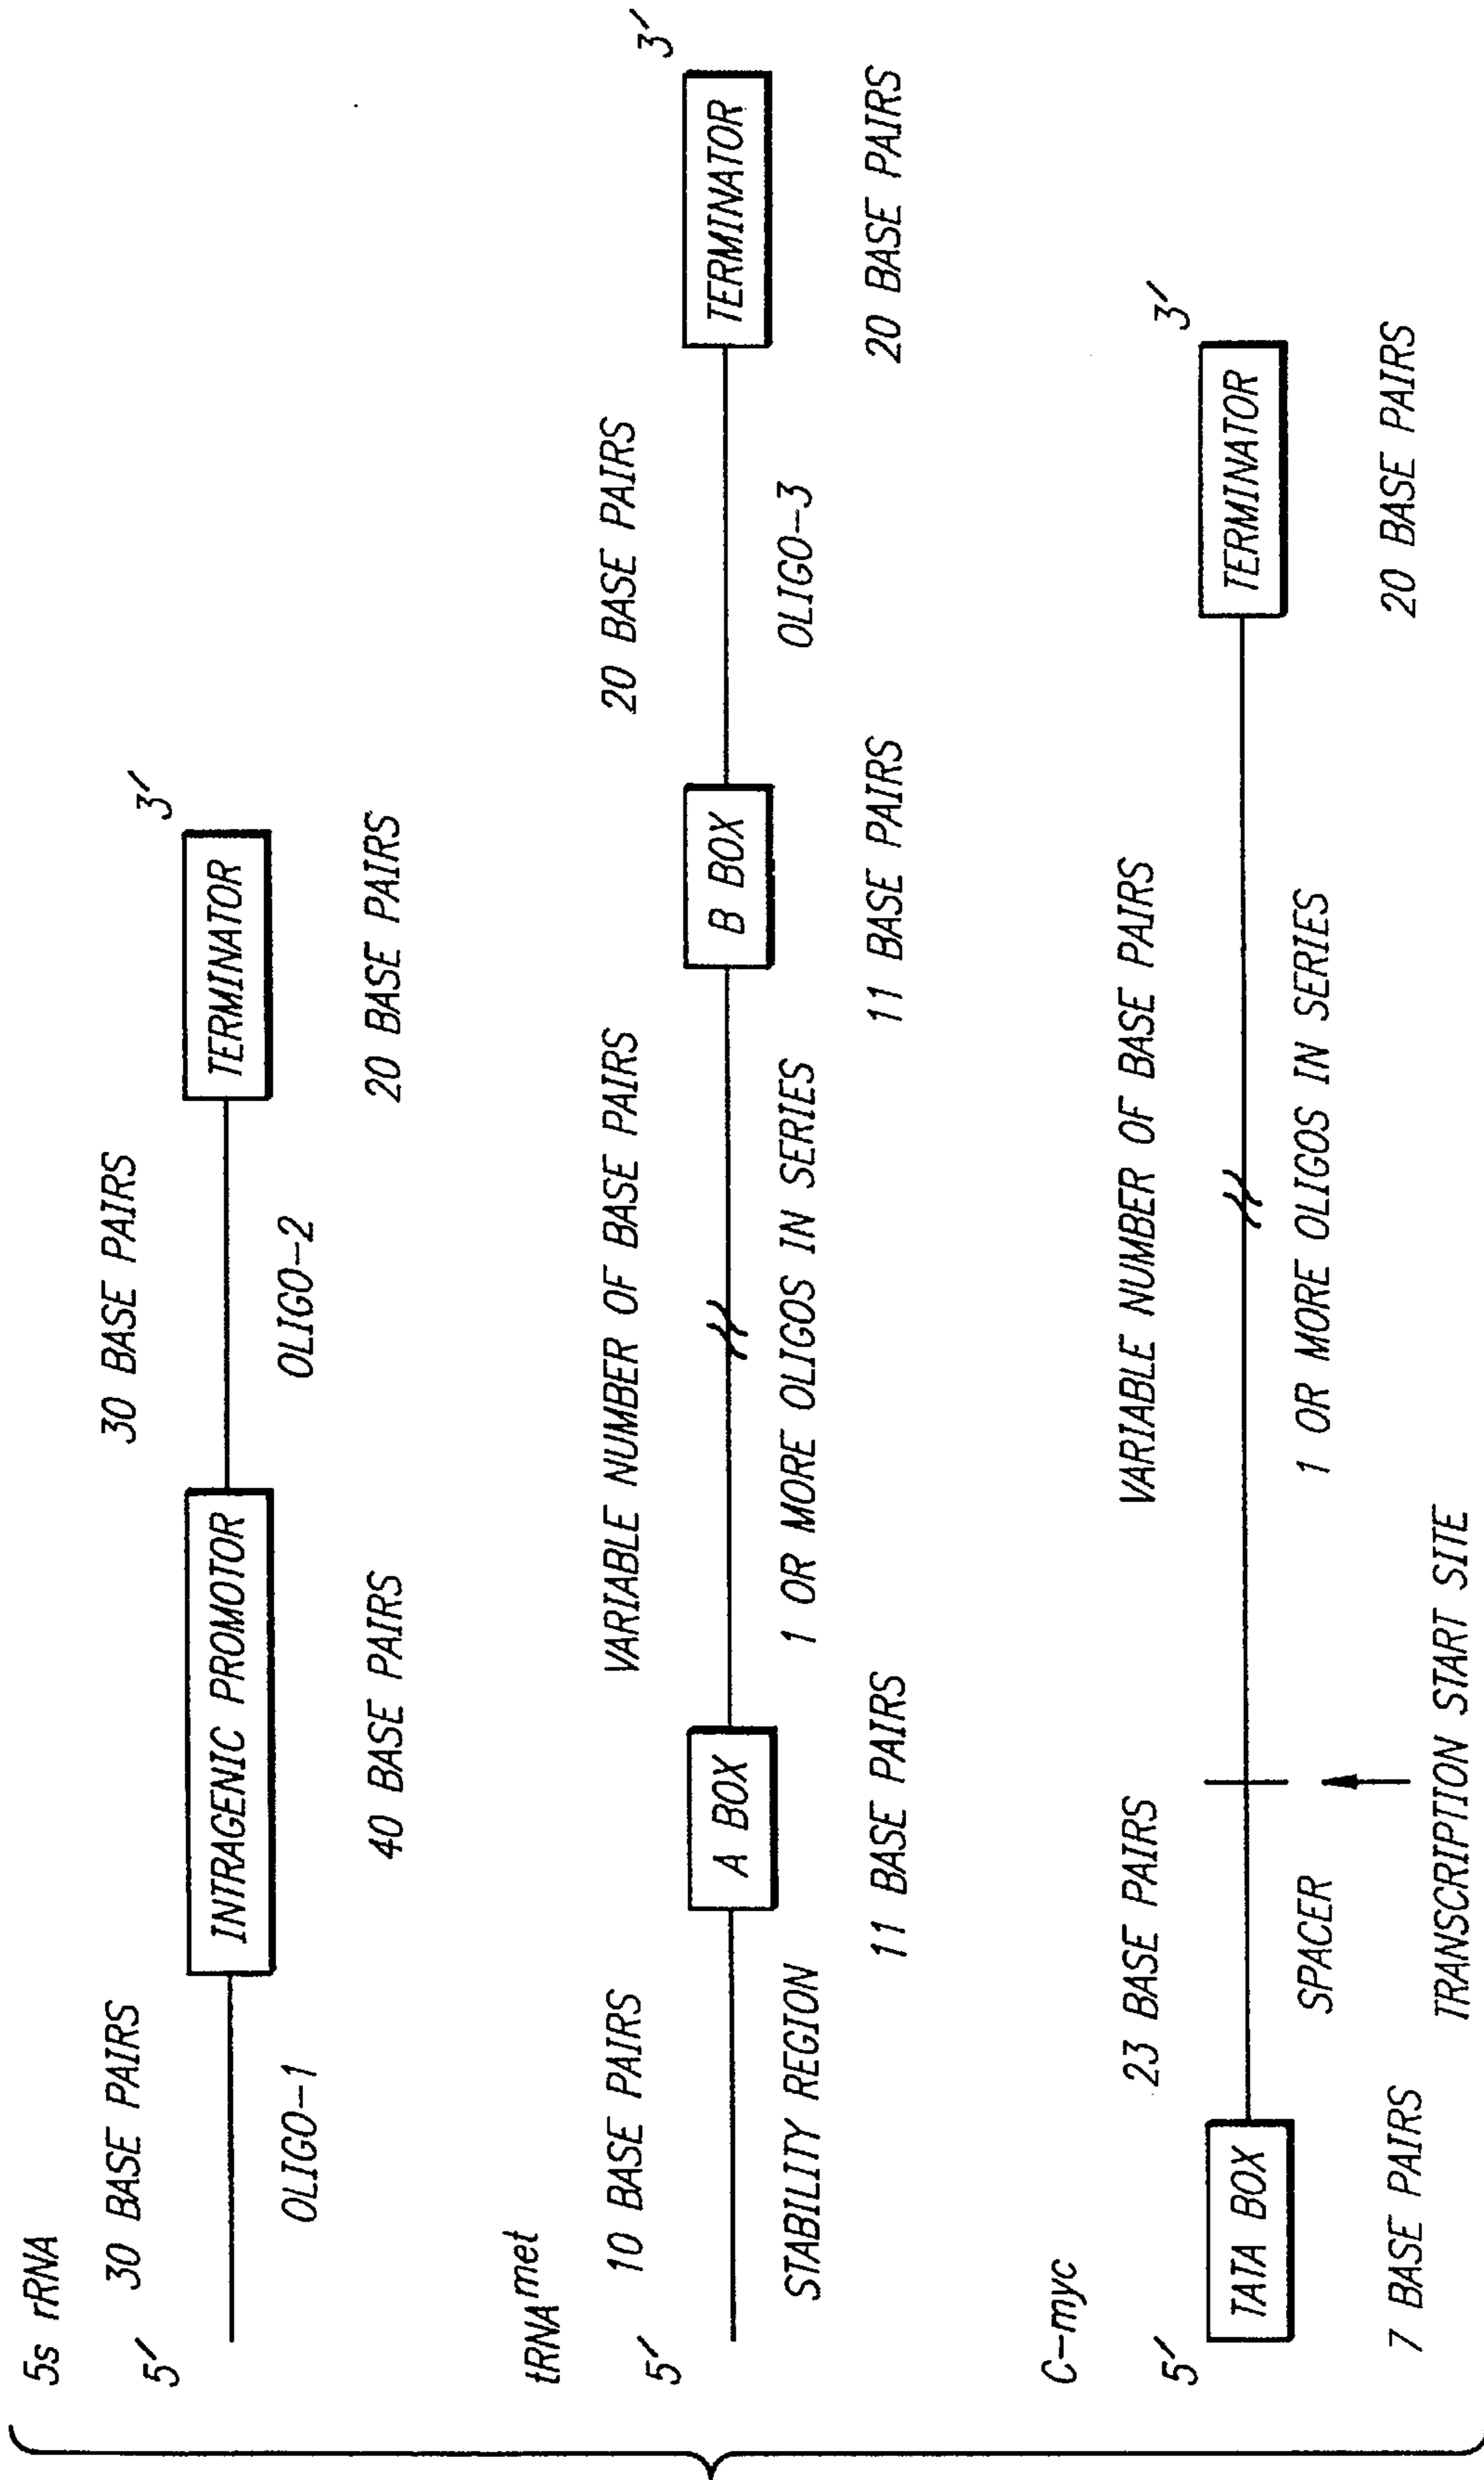 5s rRNA
30 BASE PAIRS
30 BASE PAIRS
5′
INTRAGENIC PROMOTOR
TERMINATOR
3′
OLIGO-1
OLIGO-2
40 BASE PAIRS
20 BASE PAIRS
tRNAmet
10 BASE PAIRS
VARIABLE NUMBER OF BASE PAIRS
20 BASE PAIRS
5′
A BOX
B BOX
TERMINATOR
3′
STABILITY REGION
1 OR MORE OLIGOS IN SERIES
OLIGO-3
11 BASE PAIRS
11 BASE PAIRS
20 BASE PAIRS
C-myc
23 BASE PAIRS
VARIABLE NUMBER OF BASE PAIRS
5′
TATA BOX
TERMINATOR
3′
SPACER
1 OR MORE OLIGOS IN SERIES
7 BASE PAIRS
20 BASE PAIRS
TRANSCRIPTION START SITE